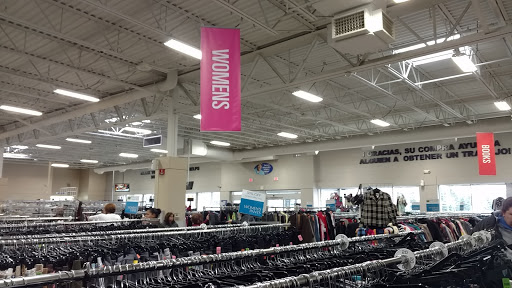 WOMENS
¡GRACIAS, SU COMPRA AYUDA
ALGUIEN A OBTENER UN TRABAJO!
BOOKS